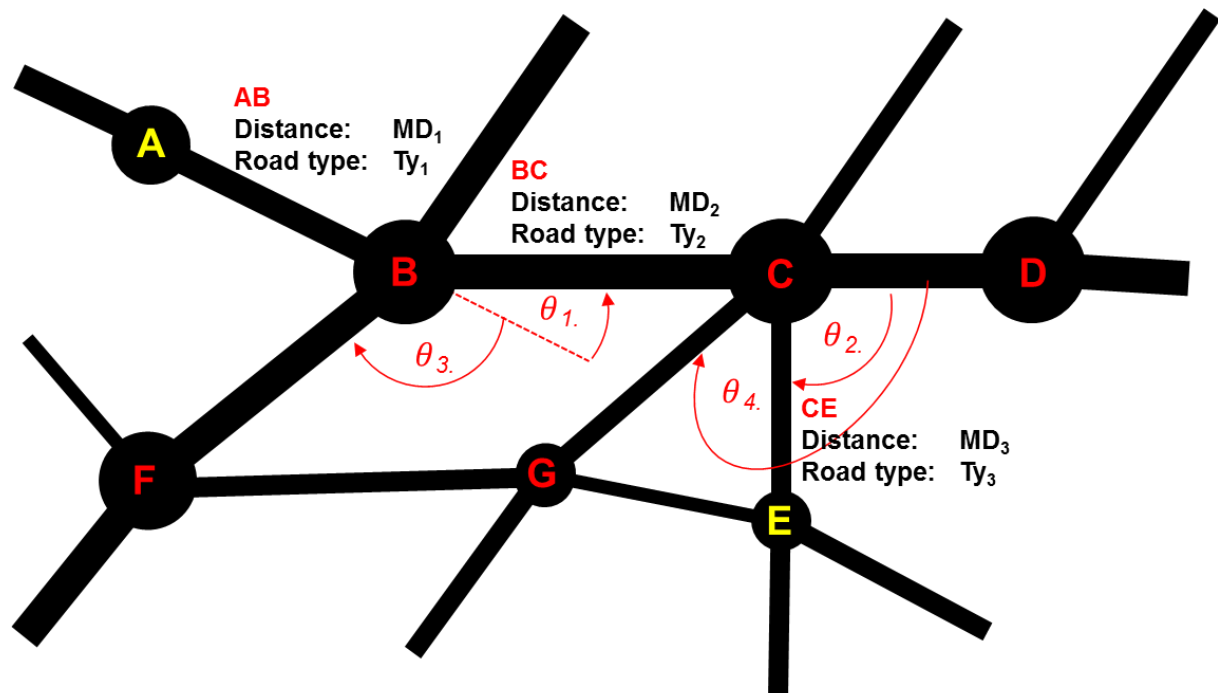 A
AB
Distance: MD₁
Road type: Ty₁
BC
Distance: MD₂
Road type: Ty₂
B
C
D
θ₁.
θ₂.
θ₃.
θ₄.
CE
Distance: MD₃
Road type: Ty₃
F
G
E